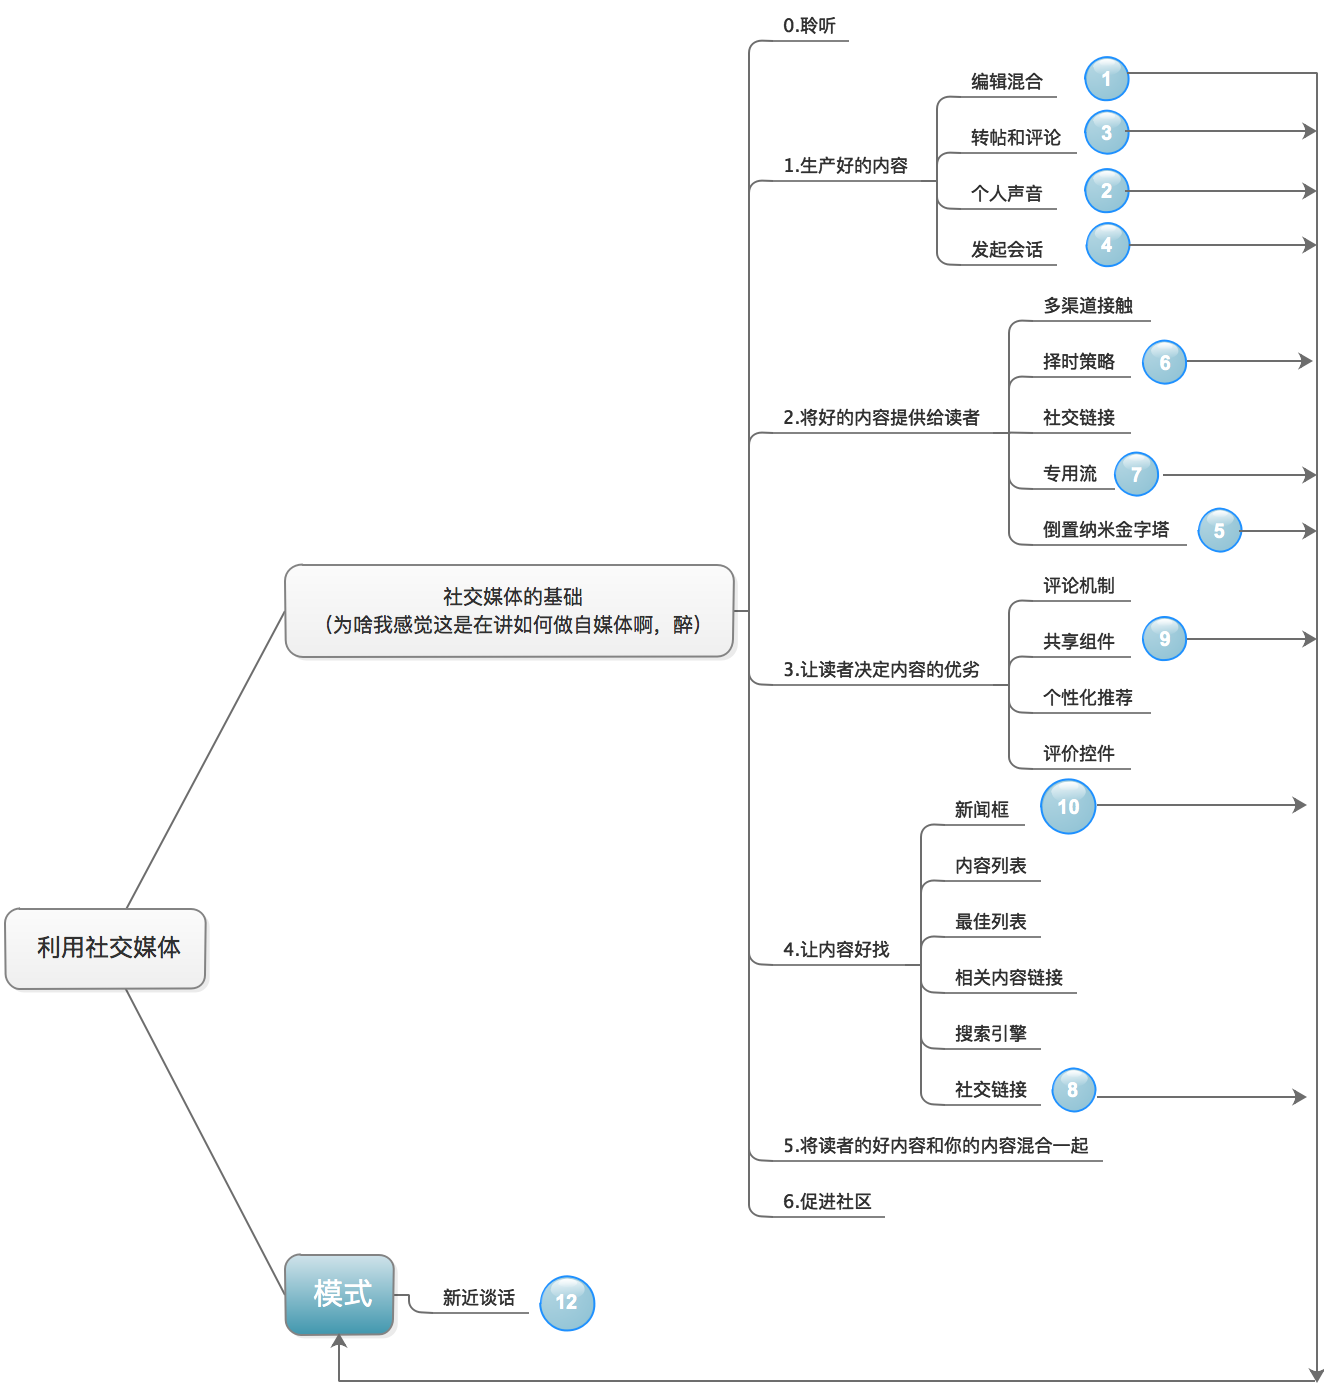 0.聆听
编辑混合
1
转帖和评论
3
1.生产好的内容
个人声音
2
发起会话
4
多渠道接触
择时策略
6
2.将好的内容提供给读者
社交链接
专用流
7
倒置纳米金字塔
5
社交媒体的基础
（为啥我感觉这是在讲如何做自媒体啊，醉）
评论机制
共享组件
9
3.让读者决定内容的优劣
个性化推荐
评价控件
新闻框
10
内容列表
最佳列表
4.让内容好找
相关内容链接
搜索引擎
社交链接
8
利用社交媒体
5.将读者的好内容和你的内容混合一起
6.促进社区
模式
新近谈话
12